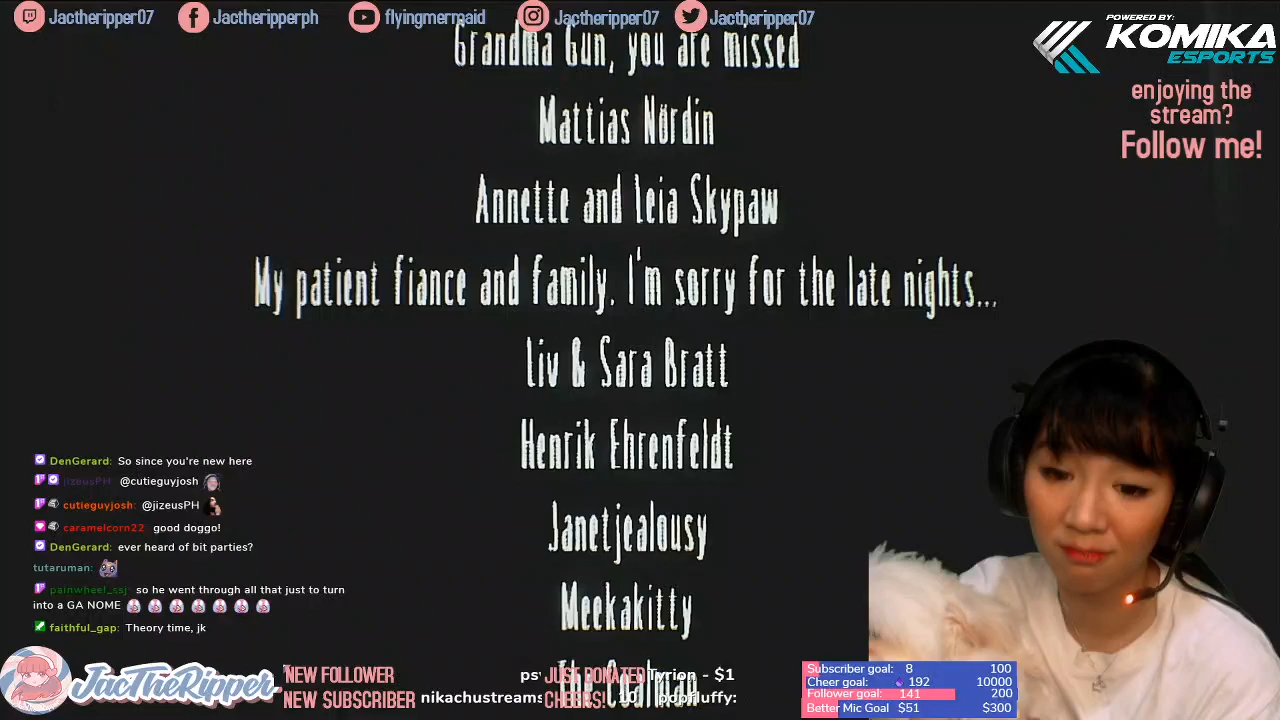 Jactheripper07
Jactheripperph
flyingmermaid
Jactheripper07
Jactheripper07
POWERED BY:
KOMIKA
ESPORTS
enjoying the
stream?
Follow me!
Grandma Gun, you are missed
Mattias Nördin
Annette and Leia Skypaw
My patient fiance and family. I'm sorry for the late nights...
Liv & Sara Bratt
Henrik Ehrenfeldt
Janetjealousy
Meekakitty
DenGerard: So since you're new here
jizeusPH @cutieguyjosh
cutieguyjosh: @jizeusPH
caramelcorn22 good doggo!
DenGerard: ever heard of bit parties?
tutaruman:
painwheel_ssj so he went through all that just to turn
into a GA NOME
faithful_gap: Theory time, jk
JacTheRipper
NEW FOLLOWER
NEW SUBSCRIBER nikachustreams
JUST DONATED Tyrion - $1
CHEERS! 10 popfluffy:
Subscriber goal: 8 100
Cheer goal: 192 10000
Follower goal: 141 200
Better Mic Goal $51 $300